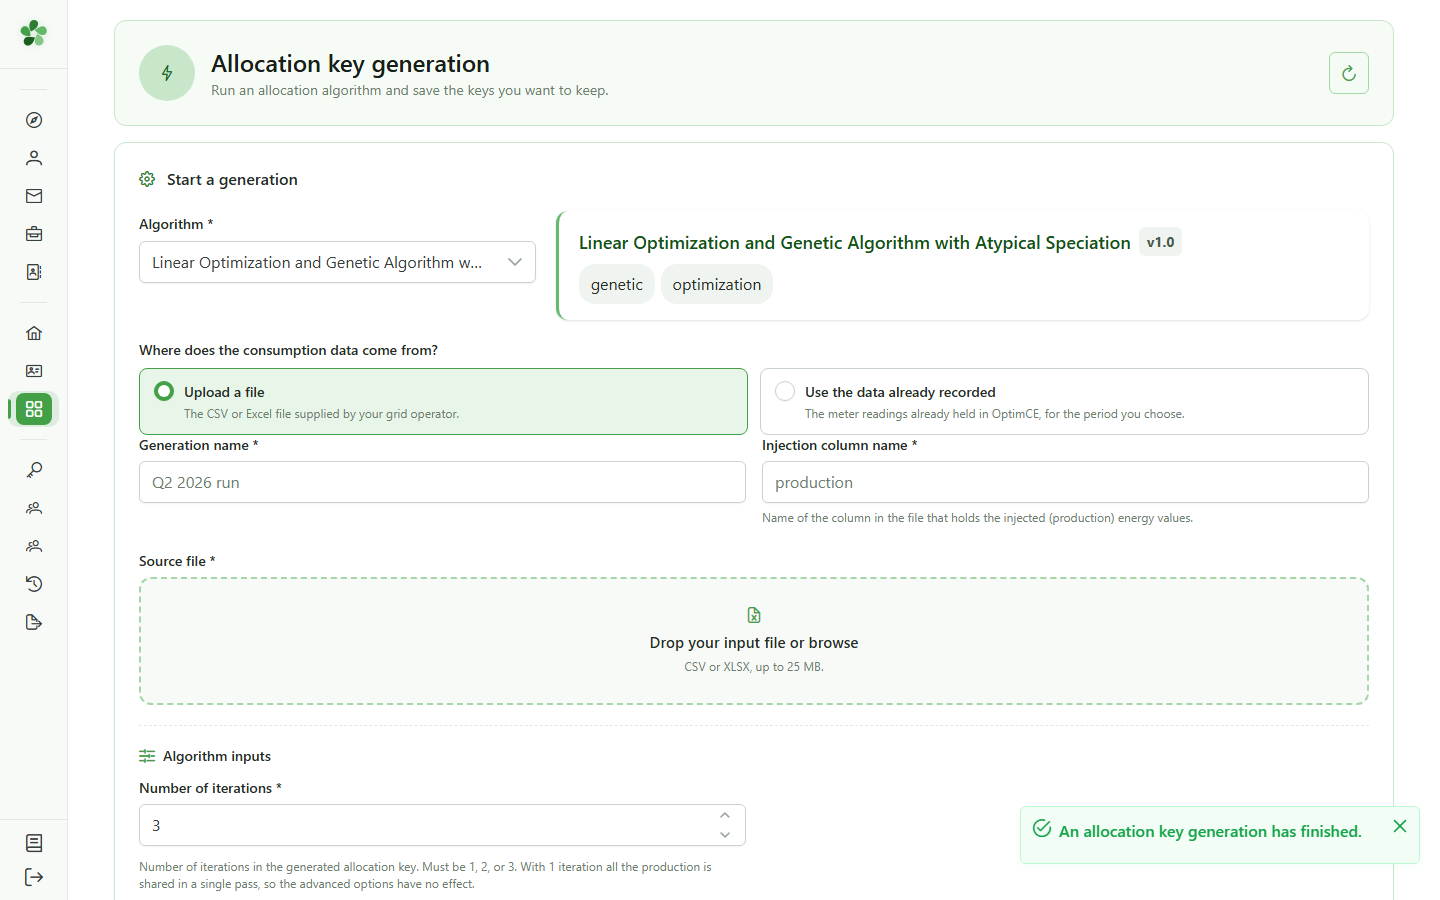 Allocation key generation
Run an allocation algorithm and save the keys you want to keep.
Start a generation
Algorithm *
Linear Optimization and Genetic Algorithm w...
Linear Optimization and Genetic Algorithm with Atypical Speciation v1.0
genetic optimization
Where does the consumption data come from?
Upload a file
The CSV or Excel file supplied by your grid operator.
Use the data already recorded
The meter readings already held in OptimCE, for the period you choose.
Generation name *
Q2 2026 run
Injection column name *
production
Name of the column in the file that holds the injected (production) energy values.
Source file *
Drop your input file or browse
CSV or XLSX, up to 25 MB.
Algorithm inputs
Number of iterations *
3
Number of iterations in the generated allocation key. Must be 1, 2, or 3. With 1 iteration all the production is
shared in a single pass, so the advanced options have no effect.
An allocation key generation has finished.